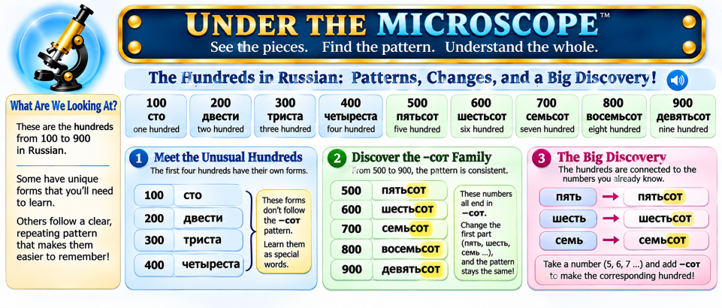 UNDER THE MICROSCOPE™
See the pieces. Find the pattern. Understand the whole.
The Hundreds in Russian: Patterns, Changes, and a Big Discovery!
What Are We Looking At?
These are the hundreds
from 100 to 900
in Russian.
Some have unique
forms that you'll need
to learn.
Others follow a clear,
repeating pattern
that makes them
easier to remember!
100
сто
one hundred
200
двести
two hundred
300
триста
three hundred
400
четыреста
four hundred
500
пятьсот
five hundred
600
шестьсот
six hundred
700
семьсот
seven hundred
800
восемьсот
eight hundred
900
девятьсот
nine hundred
1 Meet the Unusual Hundreds
The first four hundreds have their own forms.
100 сто
200 двести
300 триста
400 четыреста
These forms
don't follow
the –сот
pattern.
Learn them
as special
words.
2 Discover the –сот Family
From 500 to 900, the pattern is consistent.
500 пятьсот
600 шестьсот
700 семьсот
800 восемьсот
900 девятьсот
These numbers
all end in
–сот.
Change the
first part
(пять, шесть,
семь ...),
and the pattern
stays the same!
3 The Big Discovery
The hundreds are connected to the
numbers you already know.
пять → пятьсот
шесть → шестьсот
семь → семьсот
Take a number (5, 6, 7 ...) and add –сот
to make the corresponding hundred!